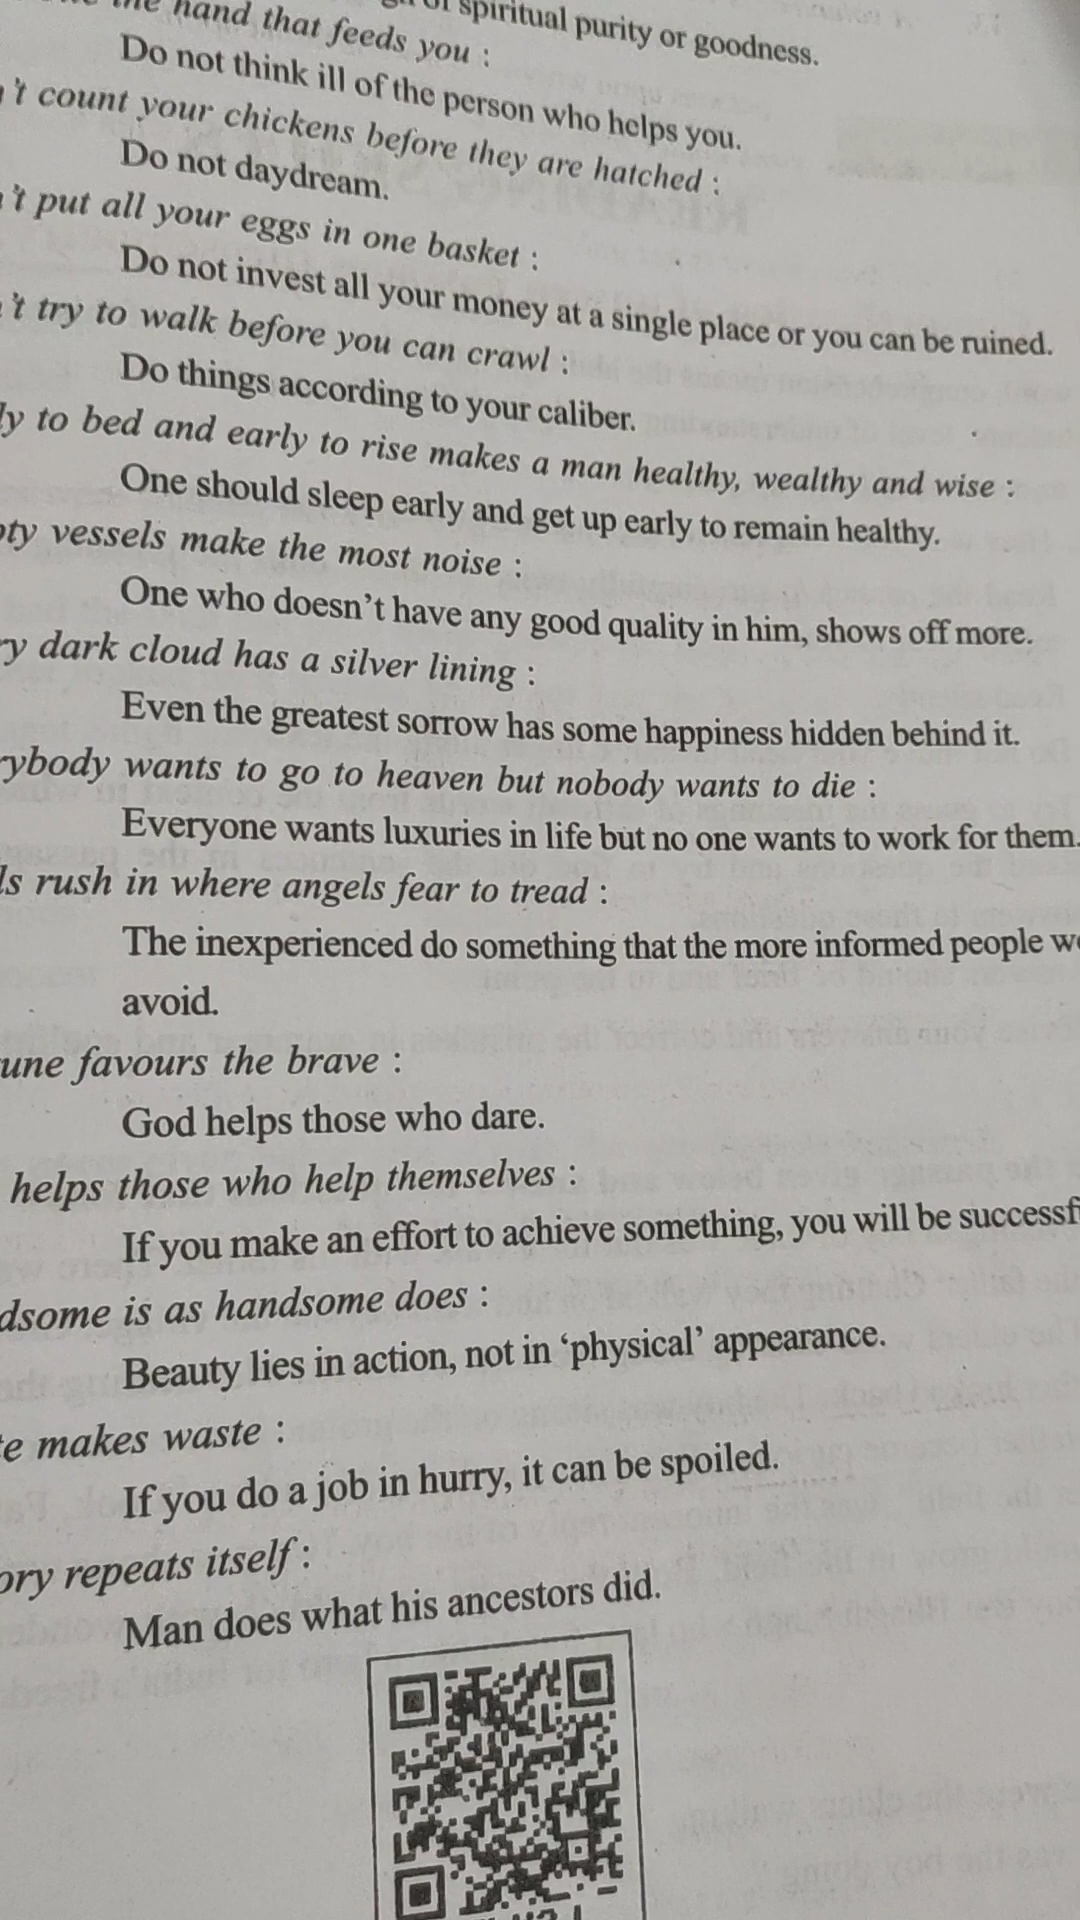 spiritual purity or goodness.
the hand that feeds you :
Do not think ill of the person who helps you.
't count your chickens before they are hatched :
Do not daydream.
't put all your eggs in one basket :
Do not invest all your money at a single place or you can be ruined.
't try to walk before you can crawl :
Do things according to your caliber.
ly to bed and early to rise makes a man healthy, wealthy and wise :
One should sleep early and get up early to remain healthy.
pty vessels make the most noise :
One who doesn't have any good quality in him, shows off more.
ry dark cloud has a silver lining :
Even the greatest sorrow has some happiness hidden behind it.
rybody wants to go to heaven but nobody wants to die :
Everyone wants luxuries in life but no one wants to work for them.
ls rush in where angels fear to tread :
The inexperienced do something that the more informed people
avoid.
une favours the brave :
God helps those who dare.
helps those who help themselves :
If you make an effort to achieve something, you will be successf
dsome is as handsome does :
Beauty lies in action, not in 'physical' appearance.
te makes waste :
If you do a job in hurry, it can be spoiled.
ory repeats itself :
Man does what his ancestors did.